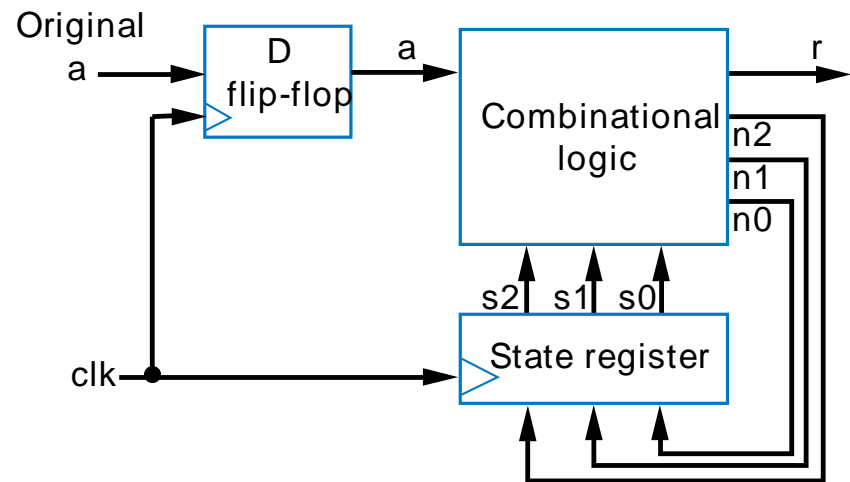 Original
a
D
flip-flop
a
Combinational
logic
r
n2
n1
n0
s2 s1 s0
State register
clk